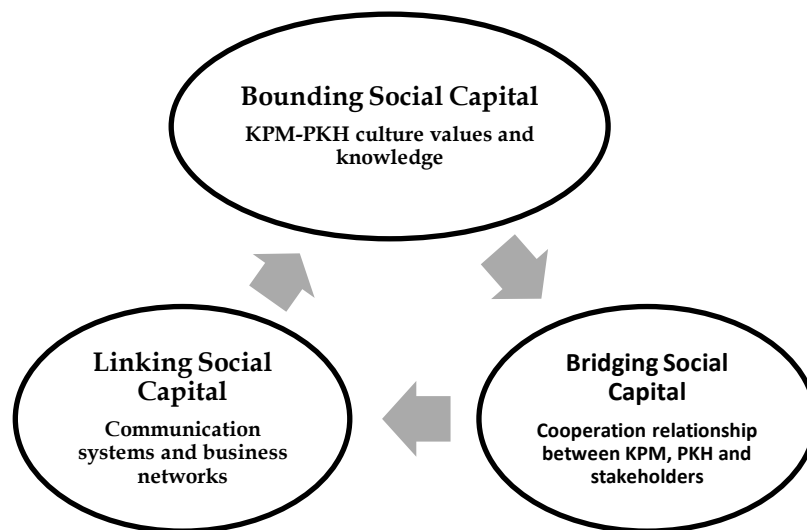 Bounding Social Capital
KPM-PKH culture values and
knowledge
Linking Social
Capital
Communication
systems and business
networks
Bridging Social
Capital
Cooperation relationship
between KPM, PKH and
stakeholders